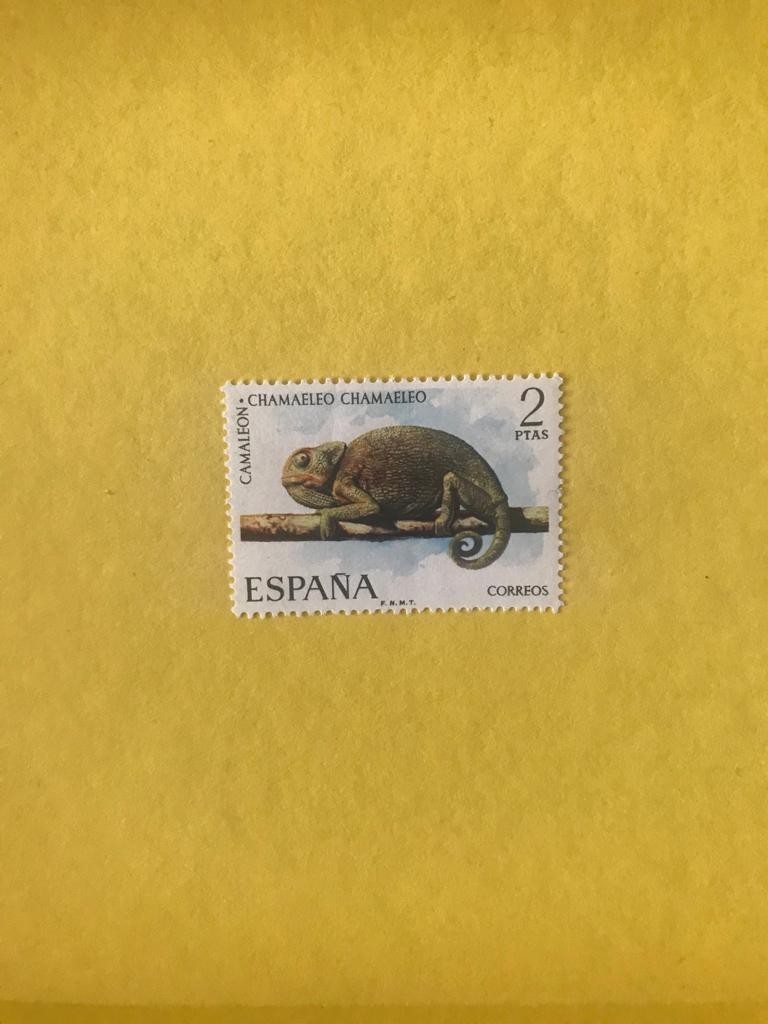 CAMALEON • CHAMAELEO CHAMAELEO
2
PTAS
ESPAÑA
F.N.M.T.
CORREOS